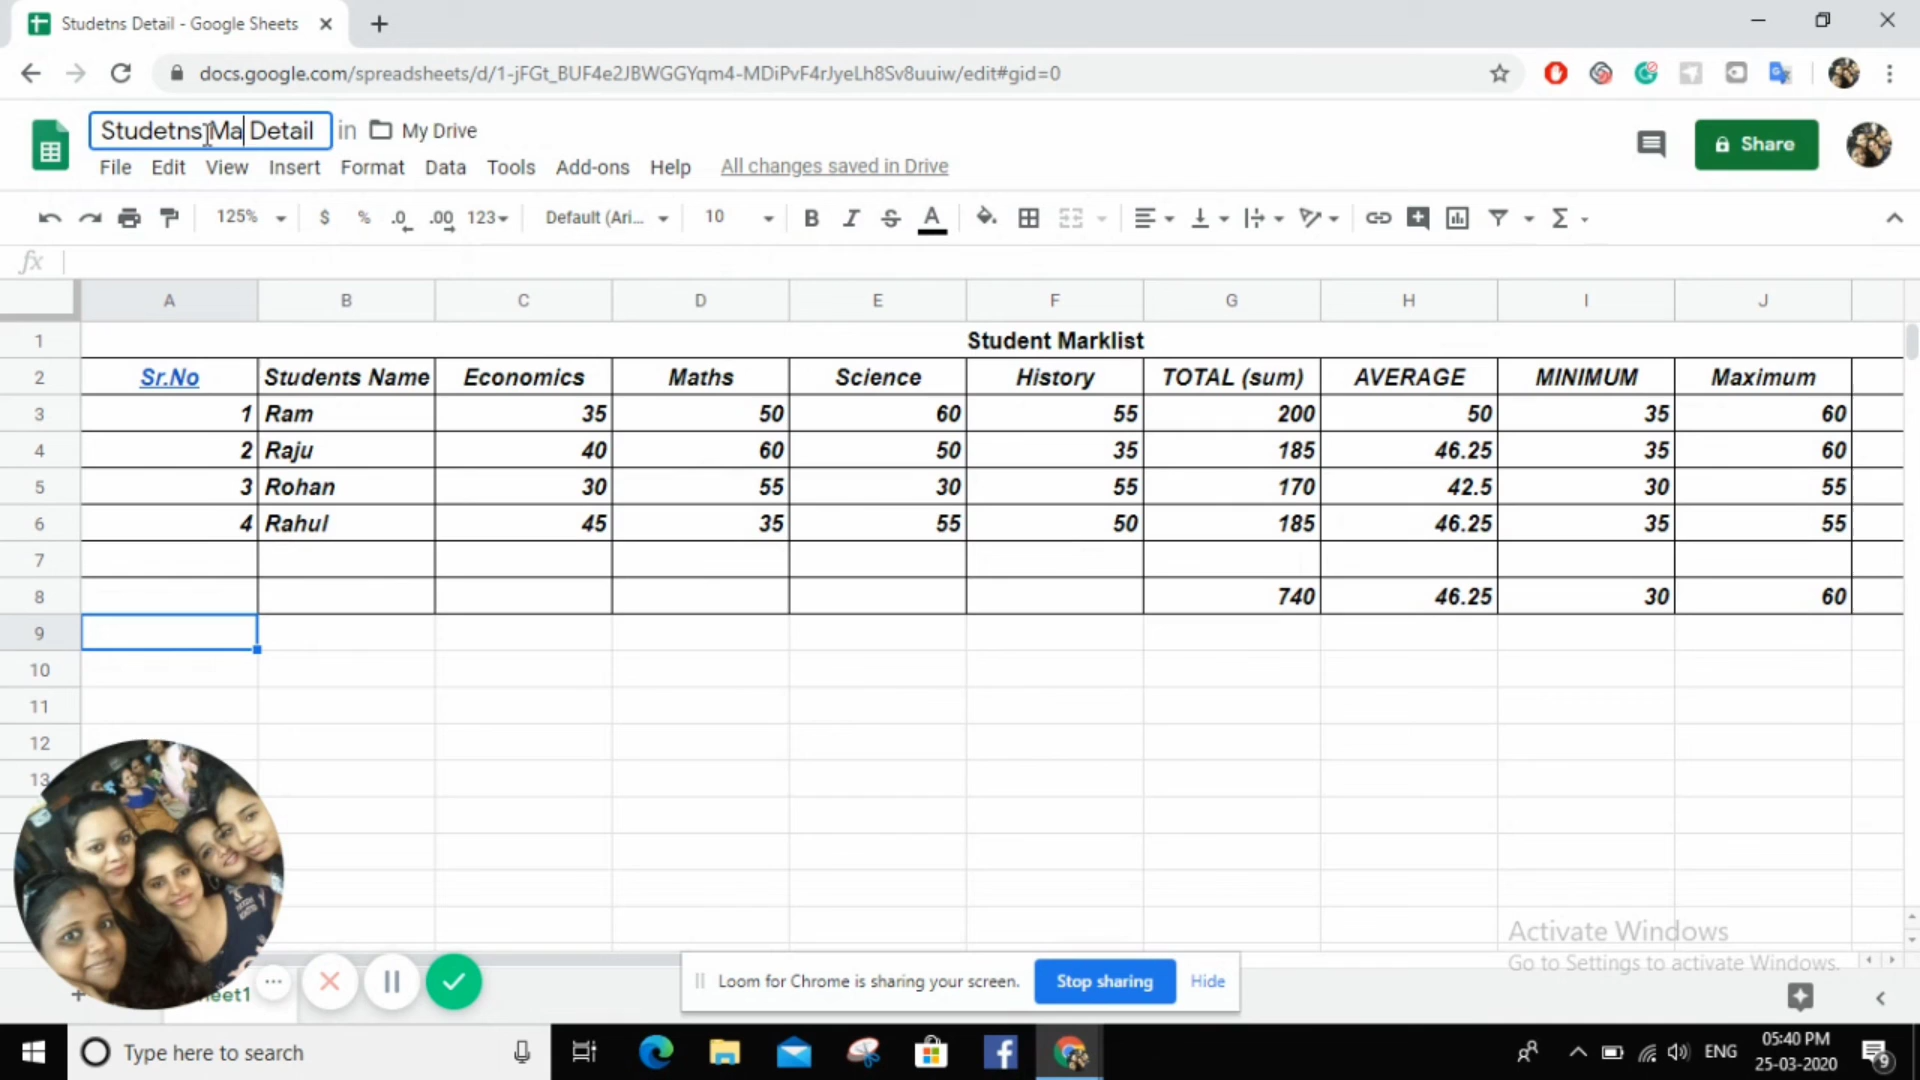 Studetns Detail - Google Sheets
docs.google.com/spreadsheets/d/1-jFGt_BUF4e2JBWGGYqm4-MDiPvF4rJyeLh8Sv8uuiw/edit#gid=0
Studetns Ma Detail in My Drive
Share
File Edit View Insert Format Data Tools Add-ons Help All changes saved in Drive
125% $ % .0 .00 123 Default (Ari... 10 B I S A Σ
fx
A B C D E F G H I J
1 Student Marklist
2 Sr.No Students Name Economics Maths Science History TOTAL (sum) AVERAGE MINIMUM Maximum
3 1 Ram 35 50 60 55 200 50 35 60
4 2 Raju 40 60 50 35 185 46.25 35 60
5 3 Rohan 30 55 30 55 170 42.5 30 55
6 4 Rahul 45 35 55 50 185 46.25 35 55
7
8 740 46.25 30 60
9
10
11
12
13
Activate Windows
Go to Settings to activate Windows.
Loom for Chrome is sharing your screen. Stop sharing Hide
eet1
Type here to search
ENG
05:40 PM
25-03-2020
9